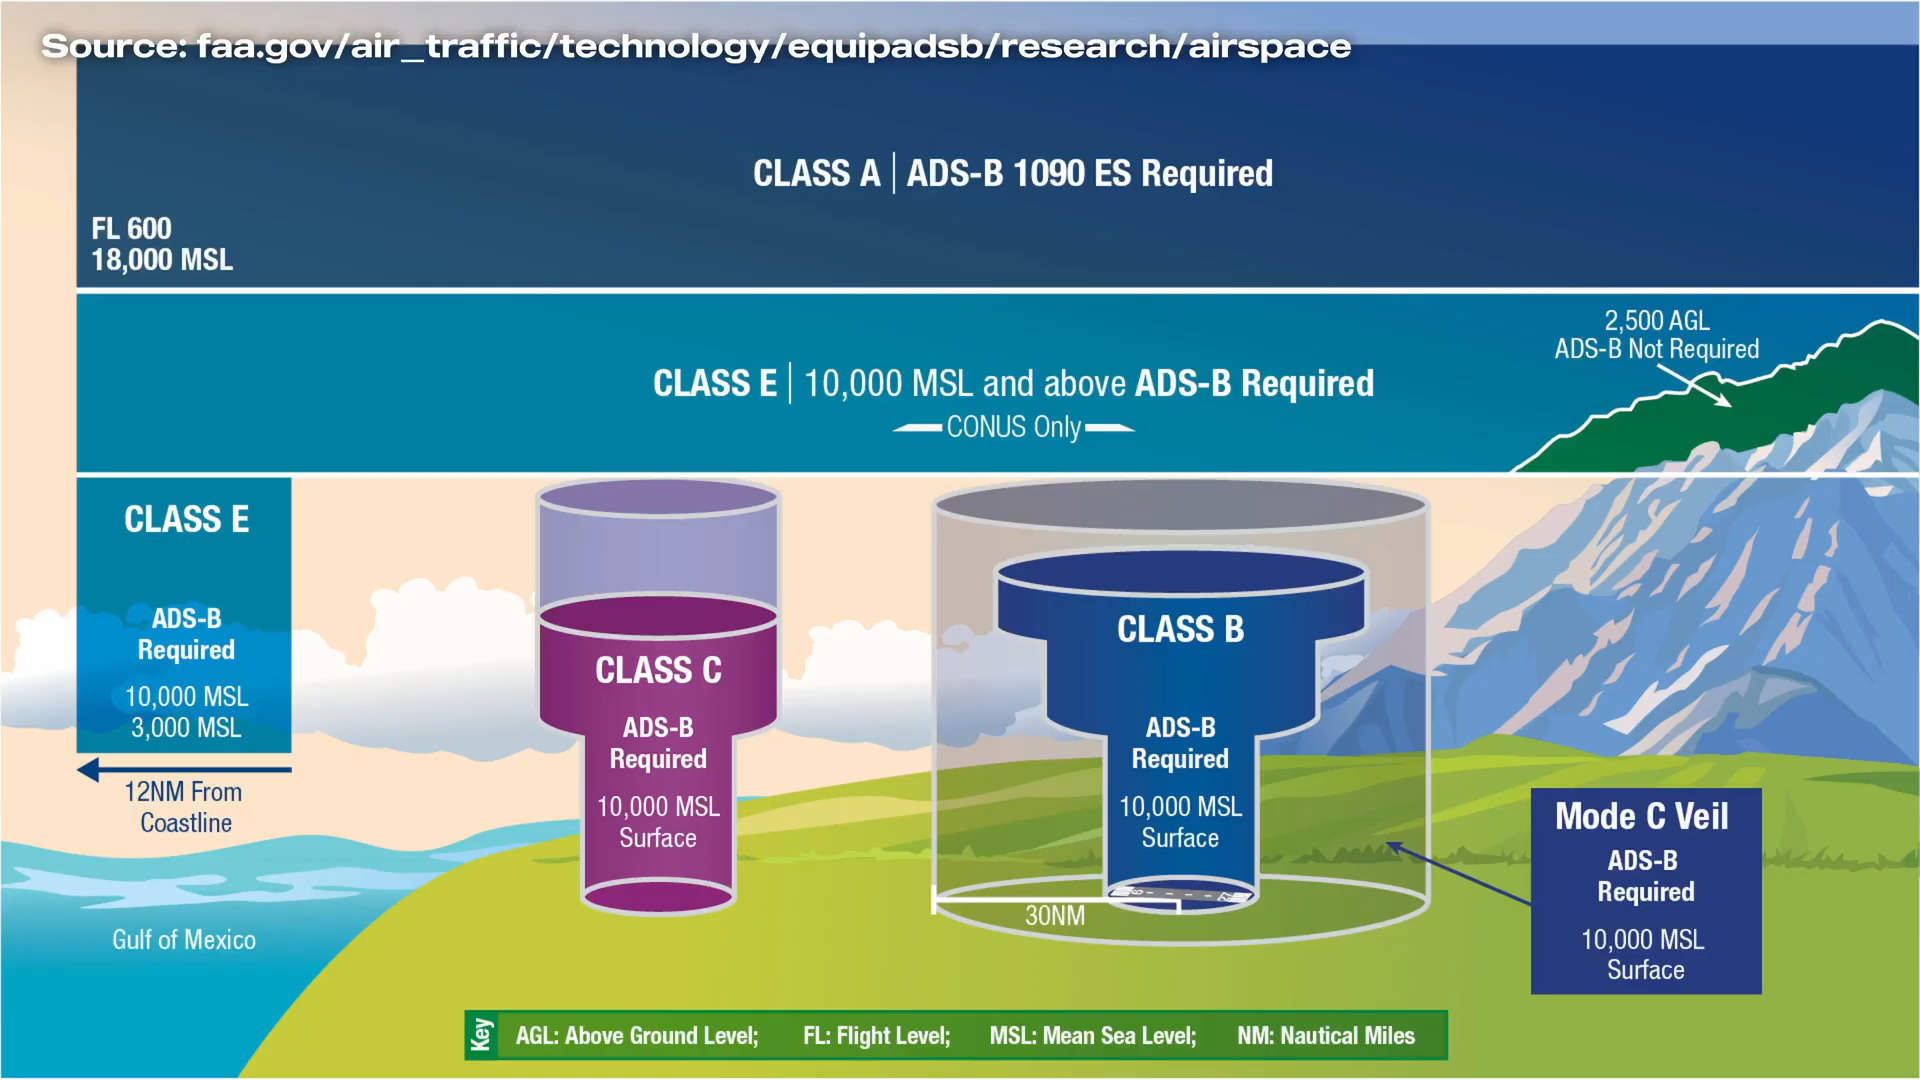 Source: faa.gov/air_traffic/technology/equipadsb/research/airspace
CLASS A | ADS-B 1090 ES Required
FL 600
18,000 MSL
2,500 AGL
ADS-B Not Required
CLASS E | 10,000 MSL and above ADS-B Required
CONUS Only
CLASS E
ADS-B
Required
10,000 MSL
3,000 MSL
12NM From
Coastline
Gulf of Mexico
CLASS C
ADS-B
Required
10,000 MSL
Surface
CLASS B
ADS-B
Required
10,000 MSL
Surface
30NM
Mode C Veil
ADS-B
Required
10,000 MSL
Surface
Key
AGL: Above Ground Level; FL: Flight Level; MSL: Mean Sea Level; NM: Nautical Miles